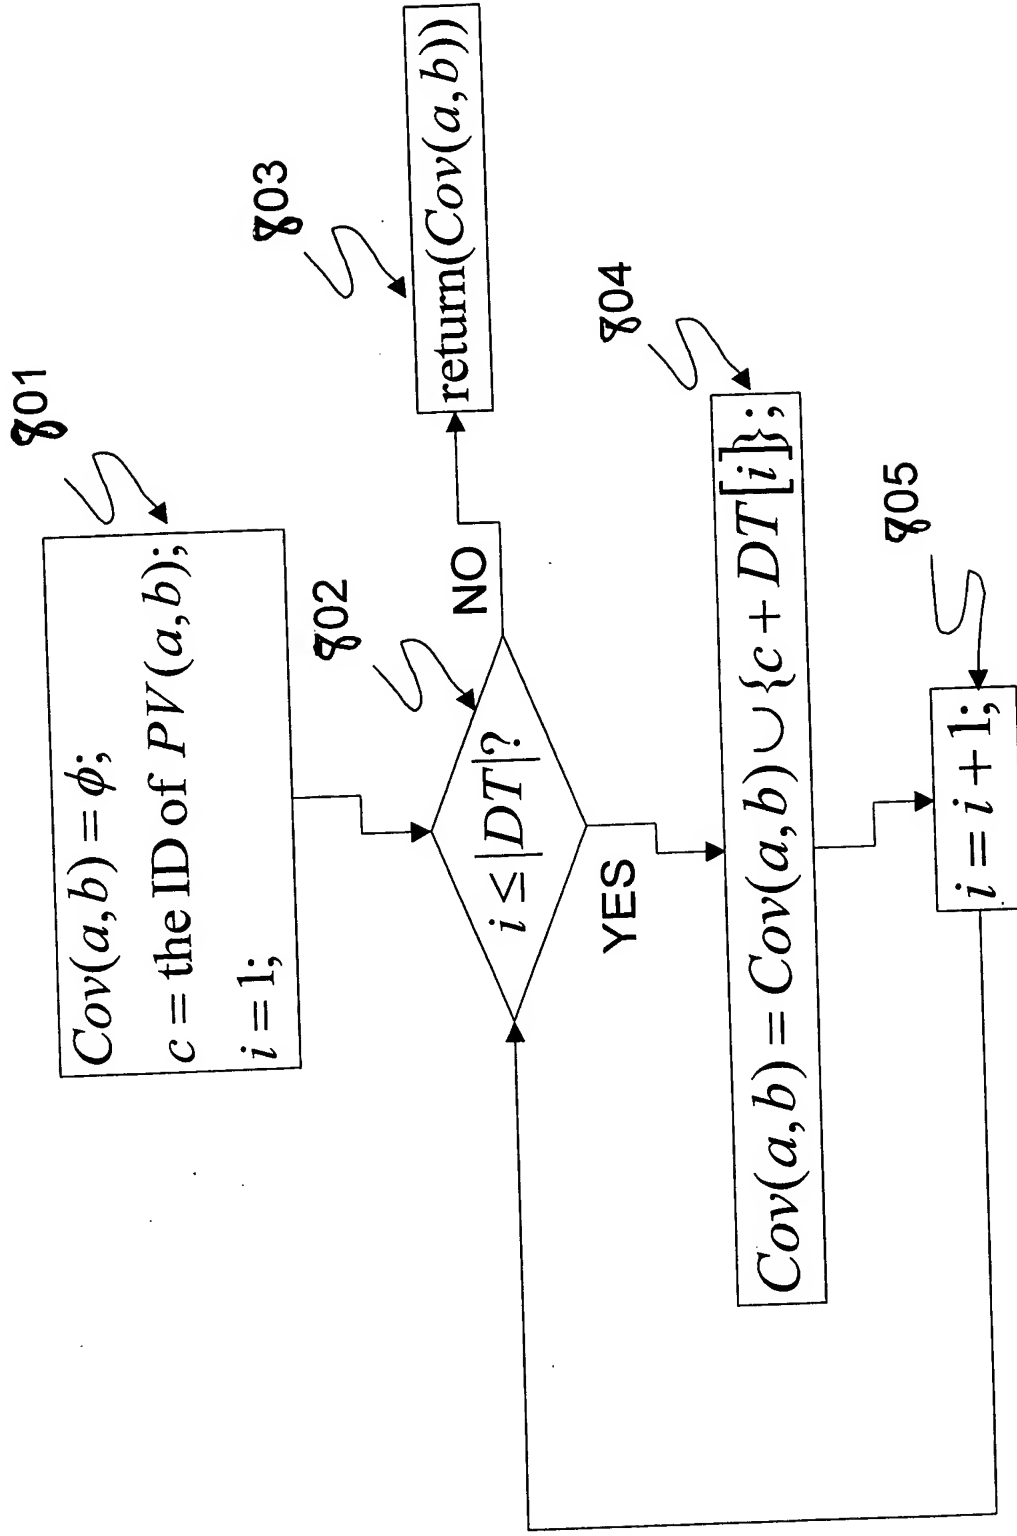 801
Cov(a,b) = ϕ;
c = the ID of PV(a,b);
i = 1;
802
i ≤ |DT|?
NO
803
return(Cov(a,b))
YES
804
Cov(a,b) = Cov(a,b) ∪ {c + DT[i]};
805
i = i + 1;